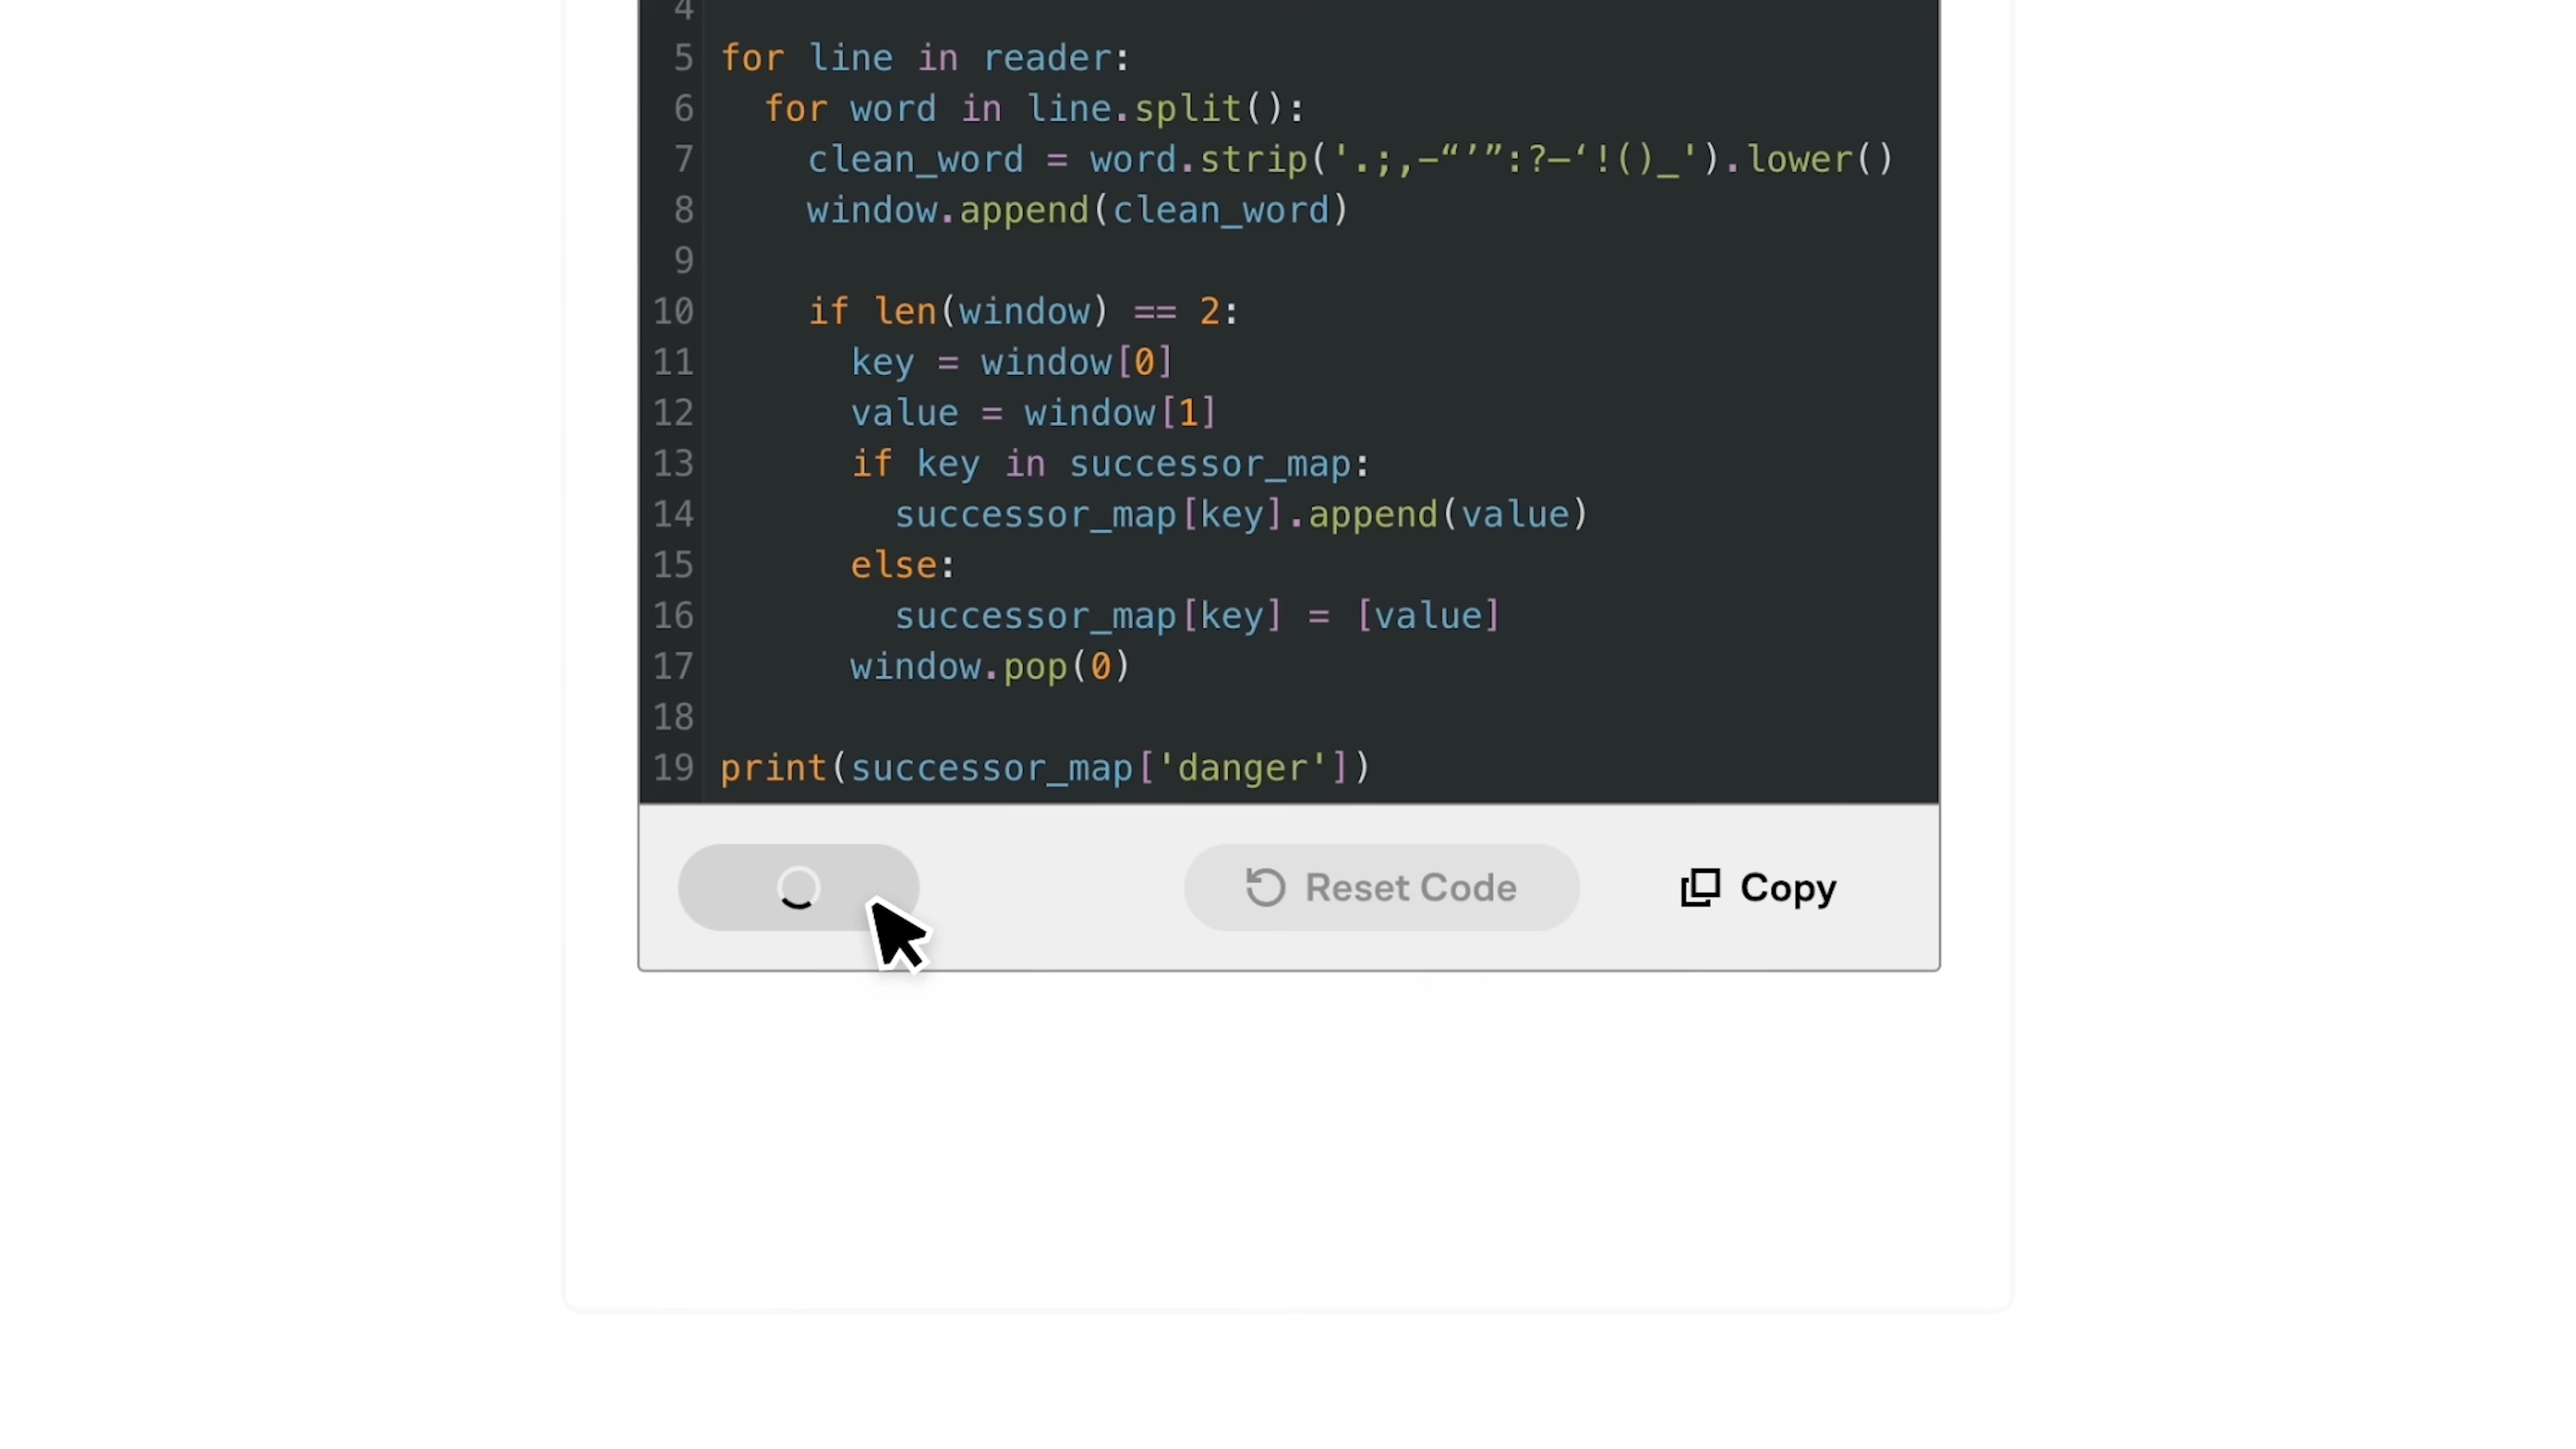 4
5 for line in reader:
6   for word in line.split():
7     clean_word = word.strip('.;,—“’”:?—‘!()_').lower()
8     window.append(clean_word)
9
10     if len(window) == 2:
11       key = window[0]
12       value = window[1]
13       if key in successor_map:
14         successor_map[key].append(value)
15       else:
16         successor_map[key] = [value]
17       window.pop(0)
18
19 print(successor_map['danger'])
Reset Code
Copy